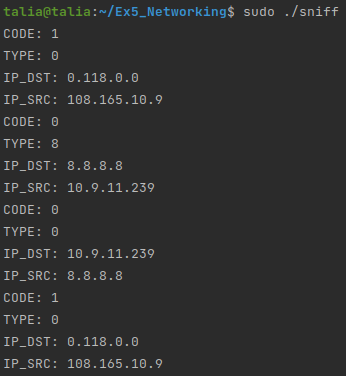 talia@talia:~/Ex5_Networking$ sudo ./sniff
CODE: 1
TYPE: 0
IP_DST: 0.118.0.0
IP_SRC: 108.165.10.9
CODE: 0
TYPE: 8
IP_DST: 8.8.8.8
IP_SRC: 10.9.11.239
CODE: 0
TYPE: 0
IP_DST: 10.9.11.239
IP_SRC: 8.8.8.8
CODE: 1
TYPE: 0
IP_DST: 0.118.0.0
IP_SRC: 108.165.10.9